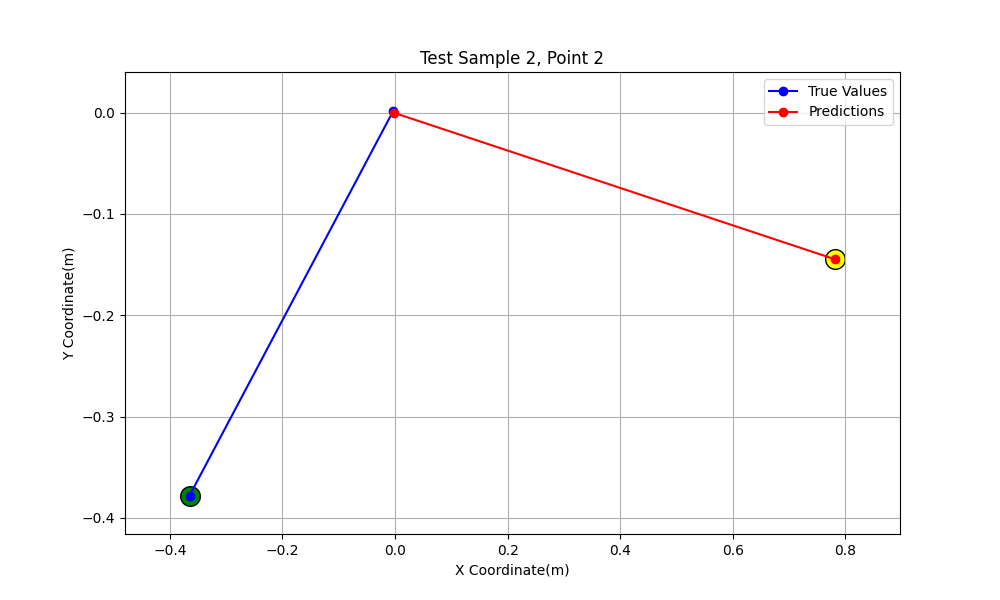 Test Sample 2, Point 2
True Values
Predictions
0.0
−0.1
−0.2
−0.3
−0.4
Y Coordinate(m)
−0.4
−0.2
0.0
0.2
0.4
0.6
0.8
X Coordinate(m)